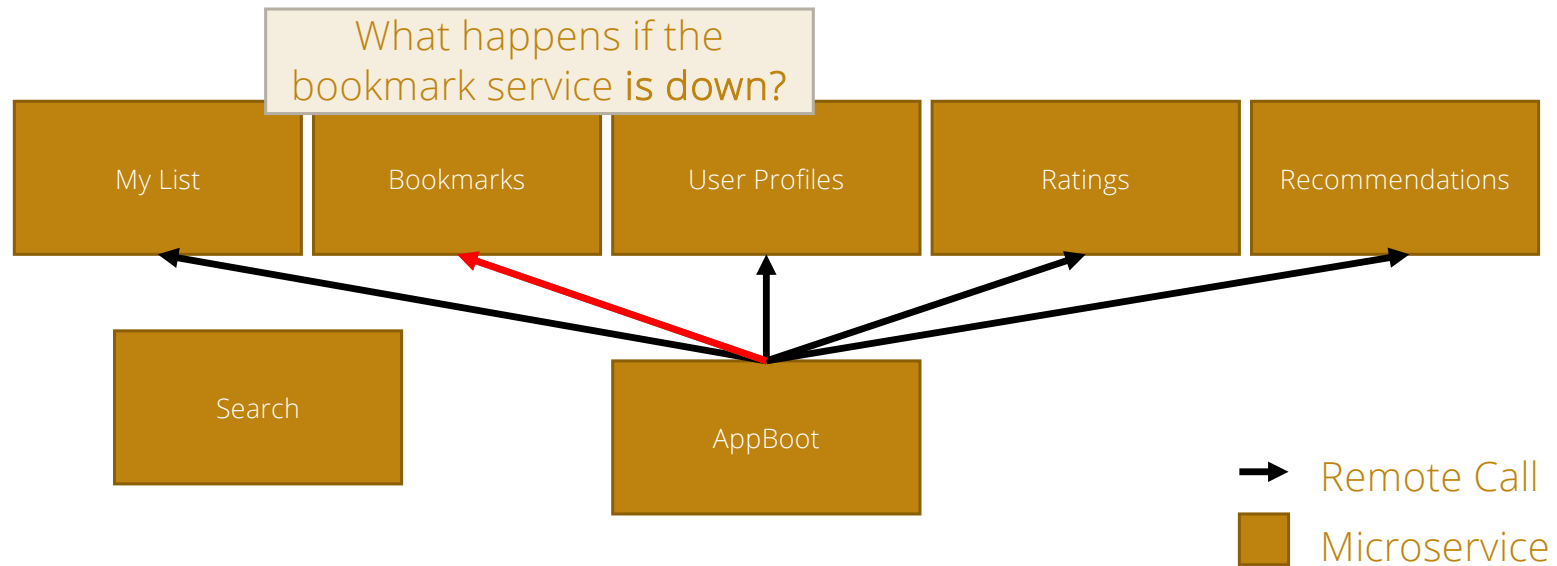 What happens if the
bookmark service is down?
My List
Bookmarks
User Profiles
Ratings
Recommendations
Search
AppBoot
Remote Call
Microservice